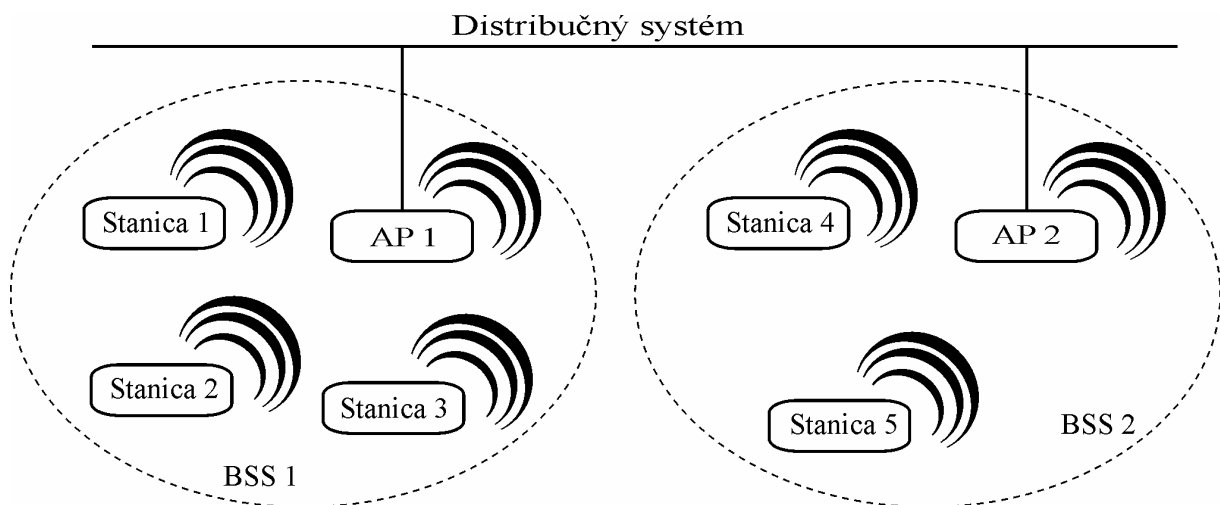 Distribučný systém
Stanica 1
AP 1
Stanica 4
AP 2
Stanica 2
Stanica 3
Stanica 5
BSS 1
BSS 2